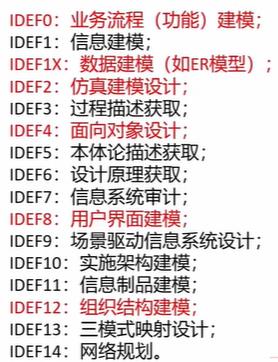 IDEF0：业务流程（功能）建模；
IDEF1：信息建模；
IDEF1X：数据建模（如ER模型）；
IDEF2：仿真建模设计；
IDEF3：过程描述获取；
IDEF4：面向对象设计；
IDEF5：本体论描述获取；
IDEF6：设计原理获取；
IDEF7：信息系统审计；
IDEF8：用户界面建模；
IDEF9：场景驱动信息系统设计；
IDEF10：实施架构建模；
IDEF11：信息制品建模；
IDEF12：组织结构建模；
IDEF13：三模式映射设计；
IDEF14：网络规划。